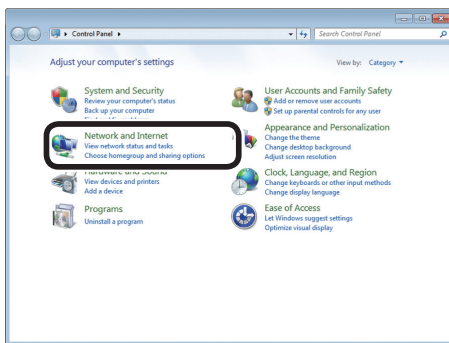 Control Panel
Search Control Panel
Adjust your computer's settings
View by: Category
System and Security
Review your computer's status
Back up your computer
Network and Internet
View network status and tasks
Choose homegroup and sharing options
Hardware and Sound
View devices and printers
Add a device
Programs
Uninstall a program
User Accounts and Family Safety
Add or remove user accounts
Set up parental controls for any user
Appearance and Personalization
Change the theme
Change desktop background
Adjust screen resolution
Clock, Language, and Region
Change keyboards or other input methods
Change display language
Ease of Access
Let Windows suggest settings
Optimize visual display